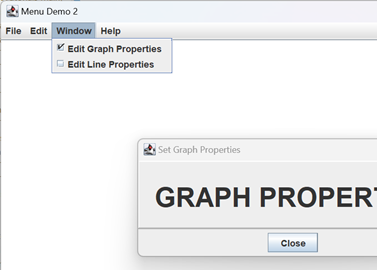 Menu Demo 2
File Edit Window Help
Edit Graph Properties
Edit Line Properties
Set Graph Properties
GRAPH PROPERT
Close